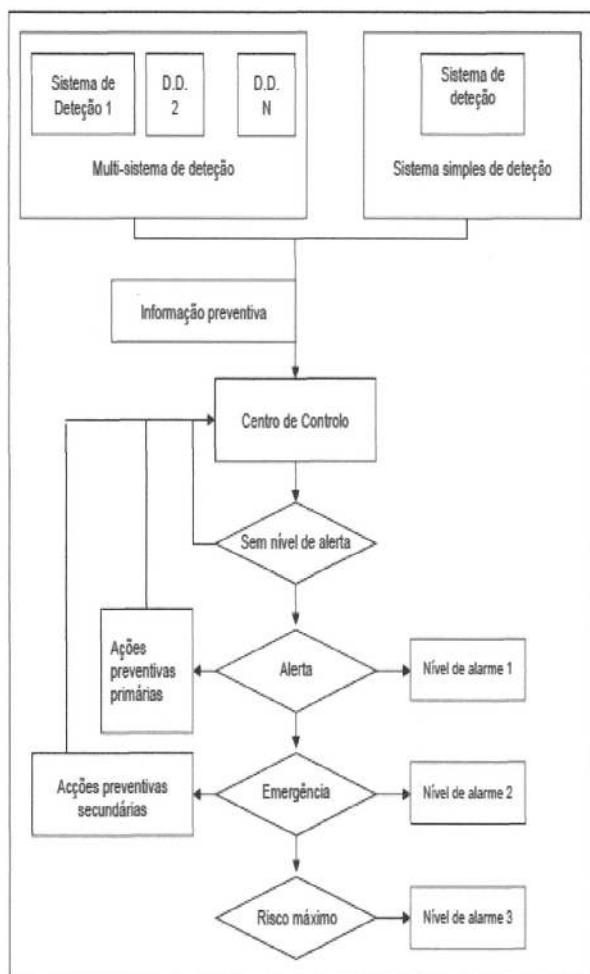 Sistema de
Deteção 1
D.D.
2
D.D.
N
Multi-sistema de deteção
Sistema de
deteção
Sistema simples de deteção
Informação preventiva
Centro de Controlo
Sem nível de alerta
Ações
preventivas
primárias
Alerta
Nível de alarme 1
Acções preventivas
secundárias
Emergência
Nível de alarme 2
Risco máximo
Nível de alarme 3